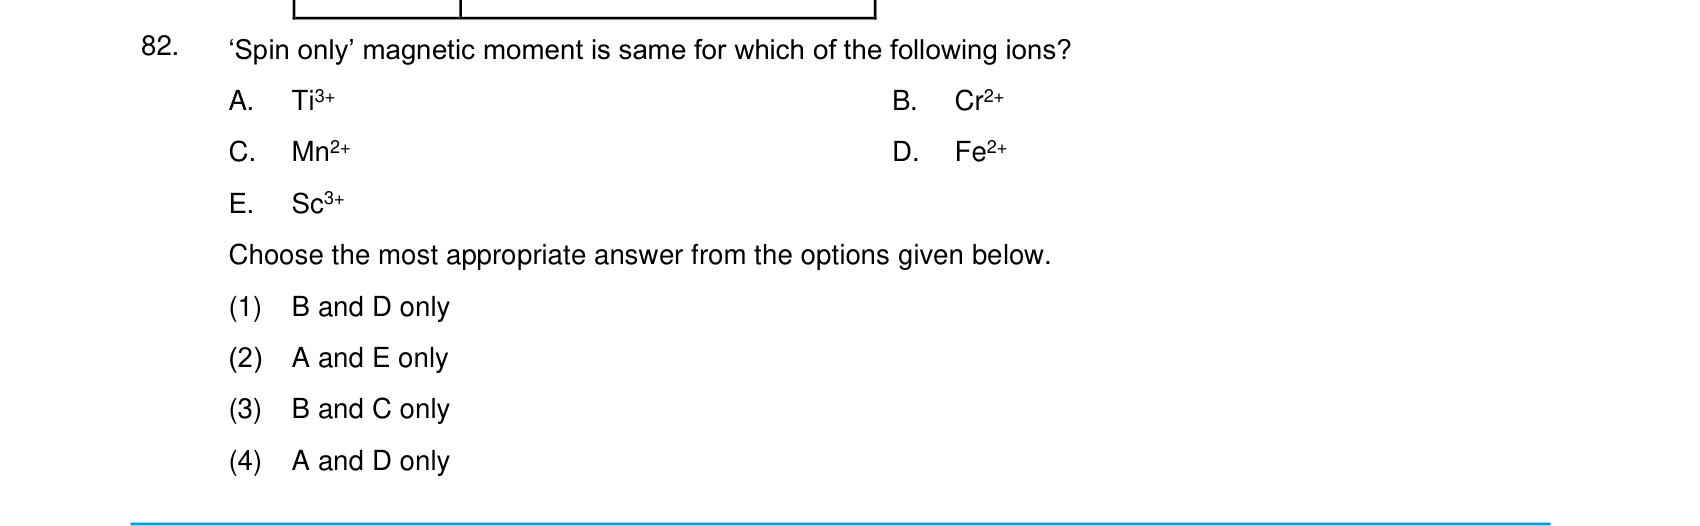 82. ‘Spin only’ magnetic moment is same for which of the following ions?
A. Ti³⁺ B. Cr²⁺
C. Mn²⁺ D. Fe²⁺
E. Sc³⁺
Choose the most appropriate answer from the options given below.
(1) B and D only
(2) A and E only
(3) B and C only
(4) A and D only